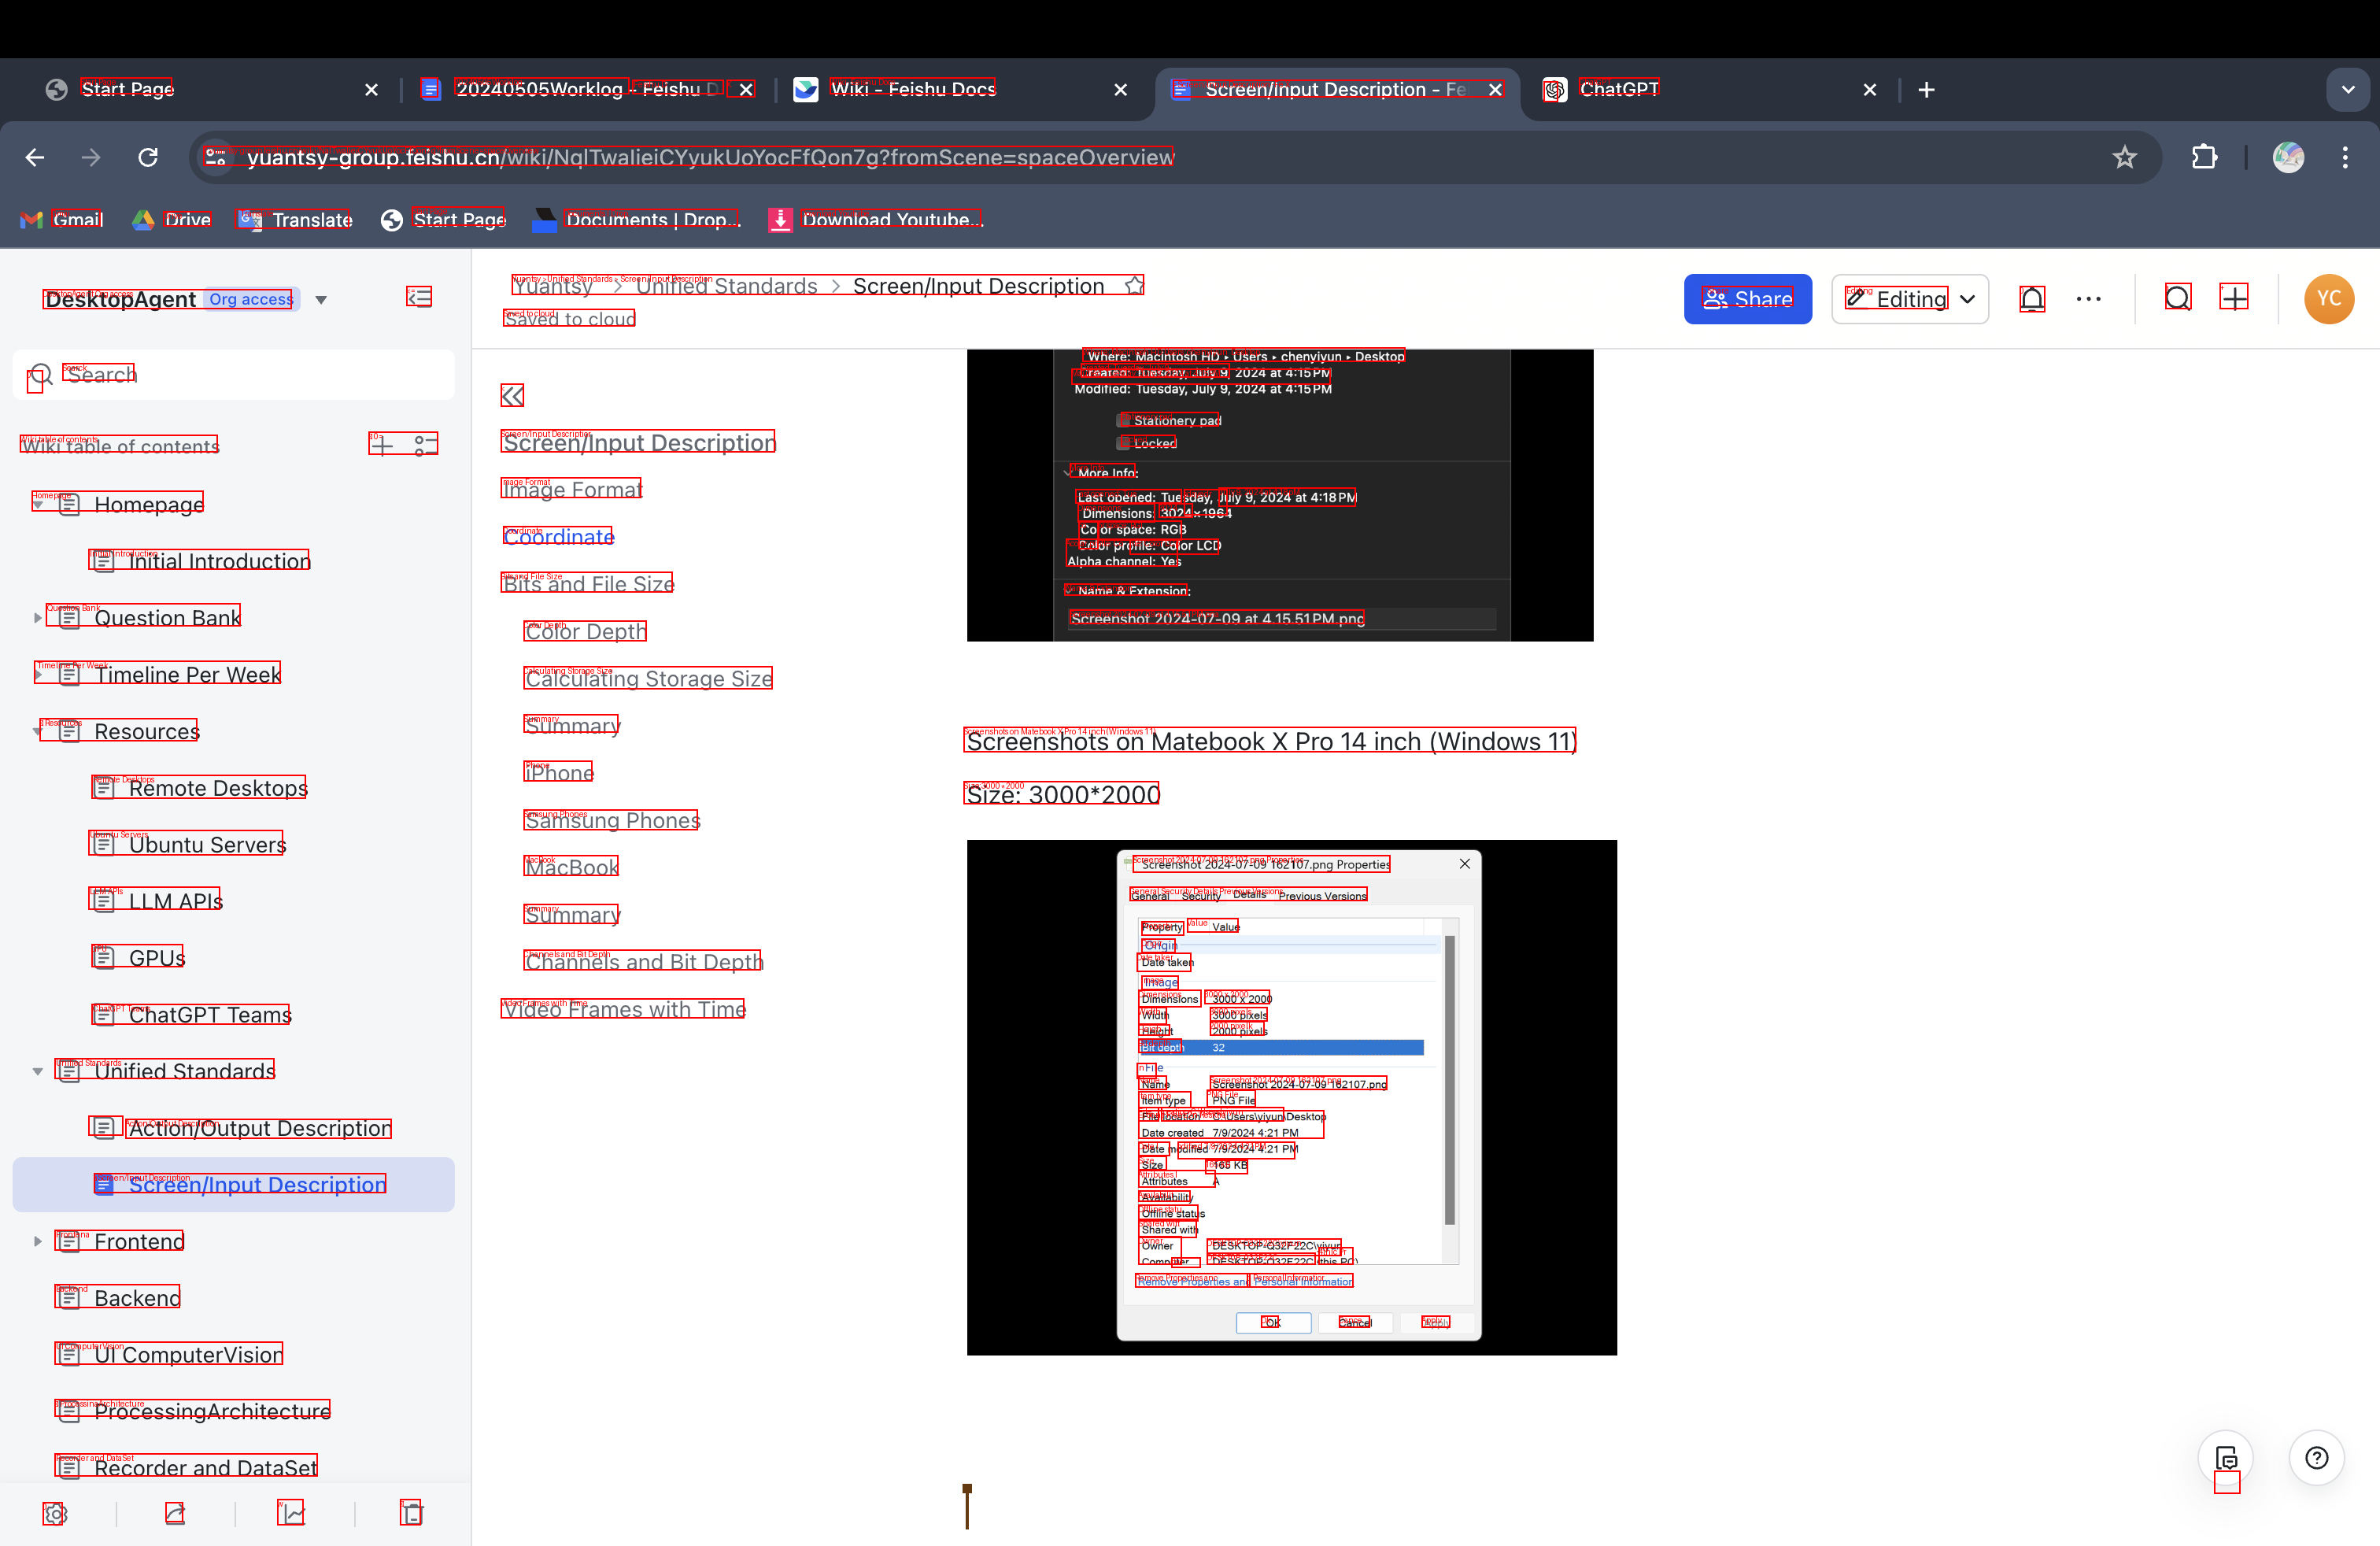 Start Page
20240505Worklog - Feishu D
Wiki - Feishu Docs
Screen/Input Description - Fe
ChatGPT
yuantsy-group.feishu.cn/wiki/NqlTwaIieiCYyukUoYocFfQon7g?fromScene=spaceOverview
Gmail
Drive
Translate
Start Page
Documents | Drop...
Download Youtube...
DesktopAgent Org access
Search
Wiki table of contents
Homepage
Initial Introduction
Question Bank
Timeline Per Week
Resources
Remote Desktops
Ubuntu Servers
LLM APIs
GPUs
ChatGPT Teams
Unified Standards
Action/Output Description
Screen/Input Description
Frontend
Backend
UI ComputerVision
ProcessingArchitecture
Recorder and DataSet
Yuantsy > Unified Standards > Screen/Input Description
Saved to cloud
Share
Editing
YC
Screen/Input Description
Image Format
Coordinate
Bits and File Size
Color Depth
Calculating Storage Size
Summary
iPhone
Samsung Phones
MacBook
Summary
Channels and Bit Depth
Video Frames with Time
Where: Macintosh HD ▸ Users ▸ chenyiyun ▸ Desktop
Created: Tuesday, July 9, 2024 at 4:15 PM
Modified: Tuesday, July 9, 2024 at 4:15 PM
Stationery pad
Locked
More Info:
Last opened: Tuesday, July 9, 2024 at 4:18 PM
Dimensions: 3024×1964
Color space: RGB
Color profile: Color LCD
Alpha channel: Yes
Name & Extension:
Screenshot 2024-07-09 at 4.15.51 PM.png
Screenshots on Matebook X Pro 14 inch (Windows 11)
Size: 3000*2000
Screenshot 2024-07-09 162107.png Properties
General Security Details Previous Versions
Property Value
Origin
Date taken
Image
Dimensions 3000 x 2000
Width 3000 pixels
Height 2000 pixels
Bit depth 32
File
Name Screenshot 2024-07-09 162107.png
Item type PNG File
File location C:\Users\yiyun\Desktop
Date created 7/9/2024 4:21 PM
Date modified 7/9/2024 4:21 PM
Size 165 KB
Attributes A
Availability
Offline status
Shared with
Owner DESKTOP-Q32F22C\yiyun
Computer DESKTOP-Q32F22C (this PC)
Remove Properties and Personal Information
OK
Cancel
Apply